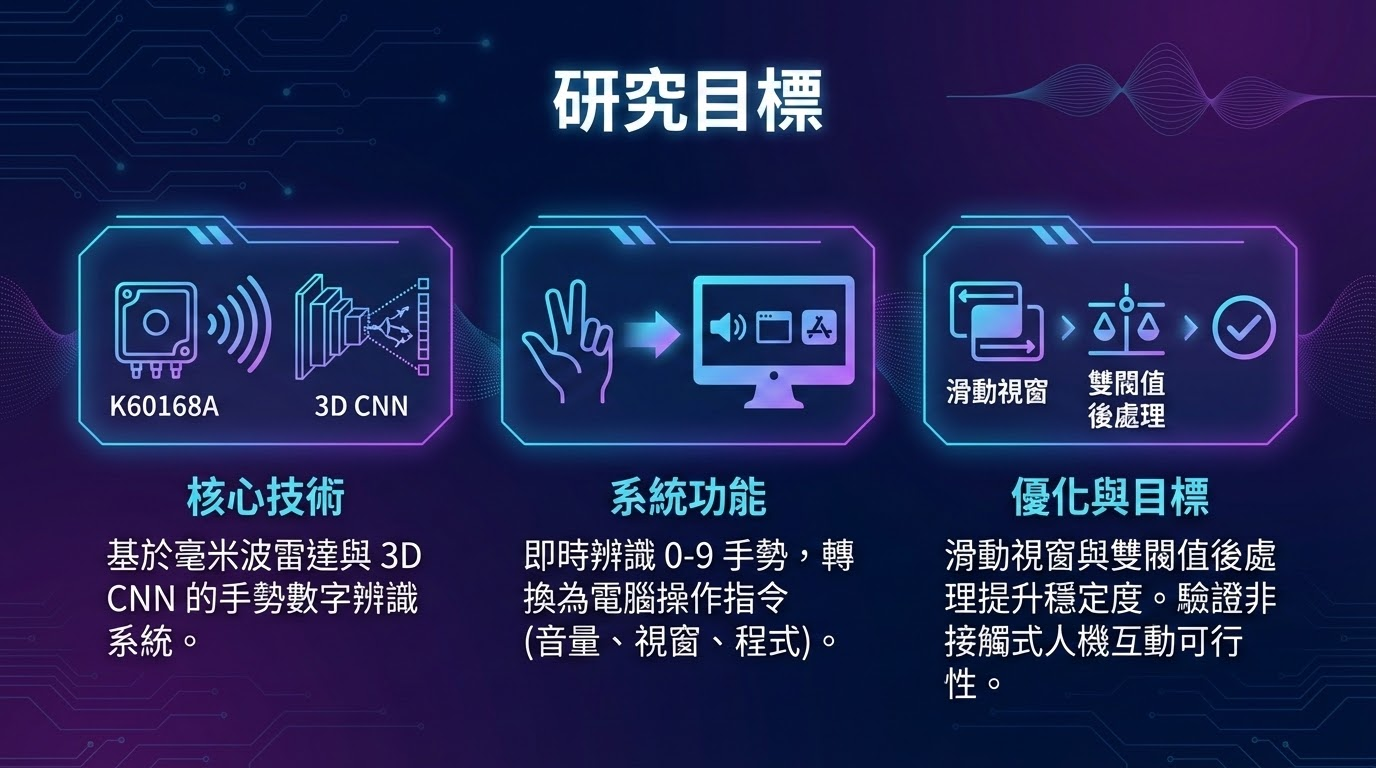 研究目標
K60168A
3D CNN
核心技術
基於毫米波雷達與 3D
CNN 的手勢數字辨識
系統。
系統功能
即時辨識 0-9 手勢，轉
換為電腦操作指令
(音量、視窗、程式)。
滑動視窗
雙閥值
後處理
優化與目標
滑動視窗與雙閥值後處
理提升穩定度。驗證非
接觸式人機互動可行
性。